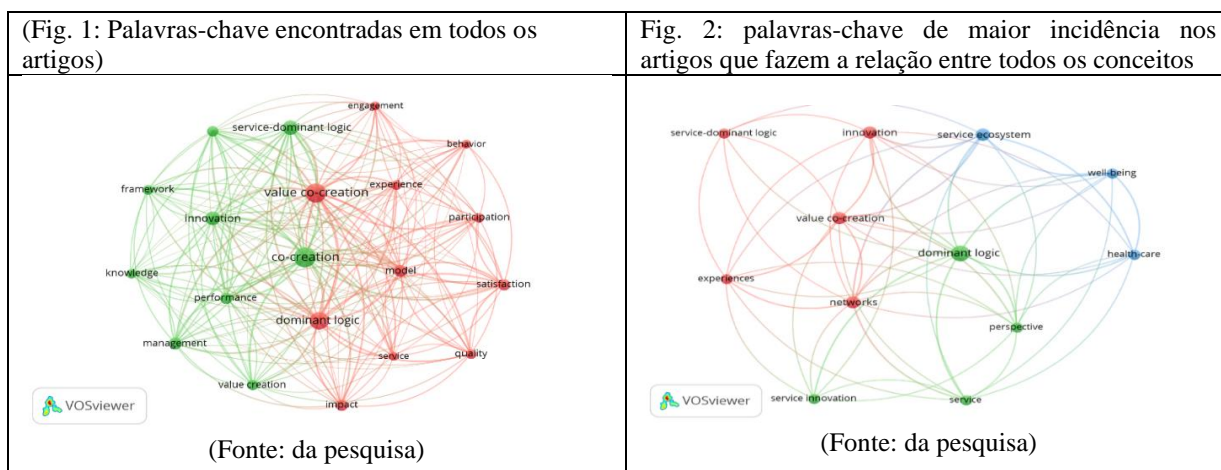 (Fig. 1: Palavras-chave encontradas em todos os
artigos)
engagement
service-dominant logic
behavior
framework
value co-creation
experience
innovation
participation
co-creation
knowledge
model
satisfaction
performance
dominant logic
management
service
quality
value creation
impact
VOSviewer
(Fonte: da pesquisa)
Fig. 2: palavras-chave de maior incidência nos
artigos que fazem a relação entre todos os conceitos
service-dominant logic
innovation
service ecosystem
well-being
value co-creation
dominant logic
health-care
experiences
networks
perspective
service innovation
service
VOSviewer
(Fonte: da pesquisa)